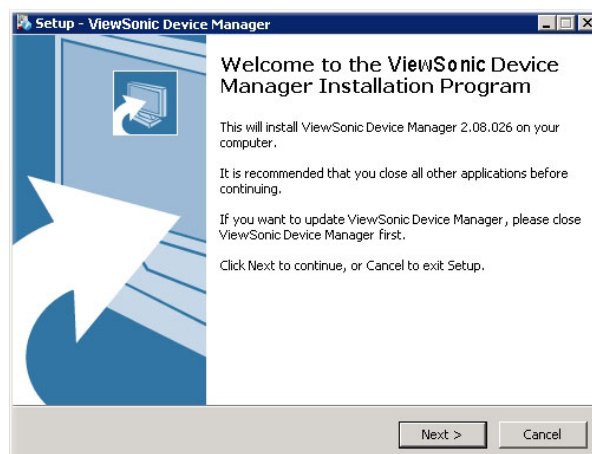 Setup - ViewSonic Device Manager
Welcome to the ViewSonic Device
Manager Installation Program
This will install ViewSonic Device Manager 2.08.026 on your
computer.
It is recommended that you close all other applications before
continuing.
If you want to update ViewSonic Device Manager, please close
ViewSonic Device Manager first.
Click Next to continue, or Cancel to exit Setup.
Next >
Cancel